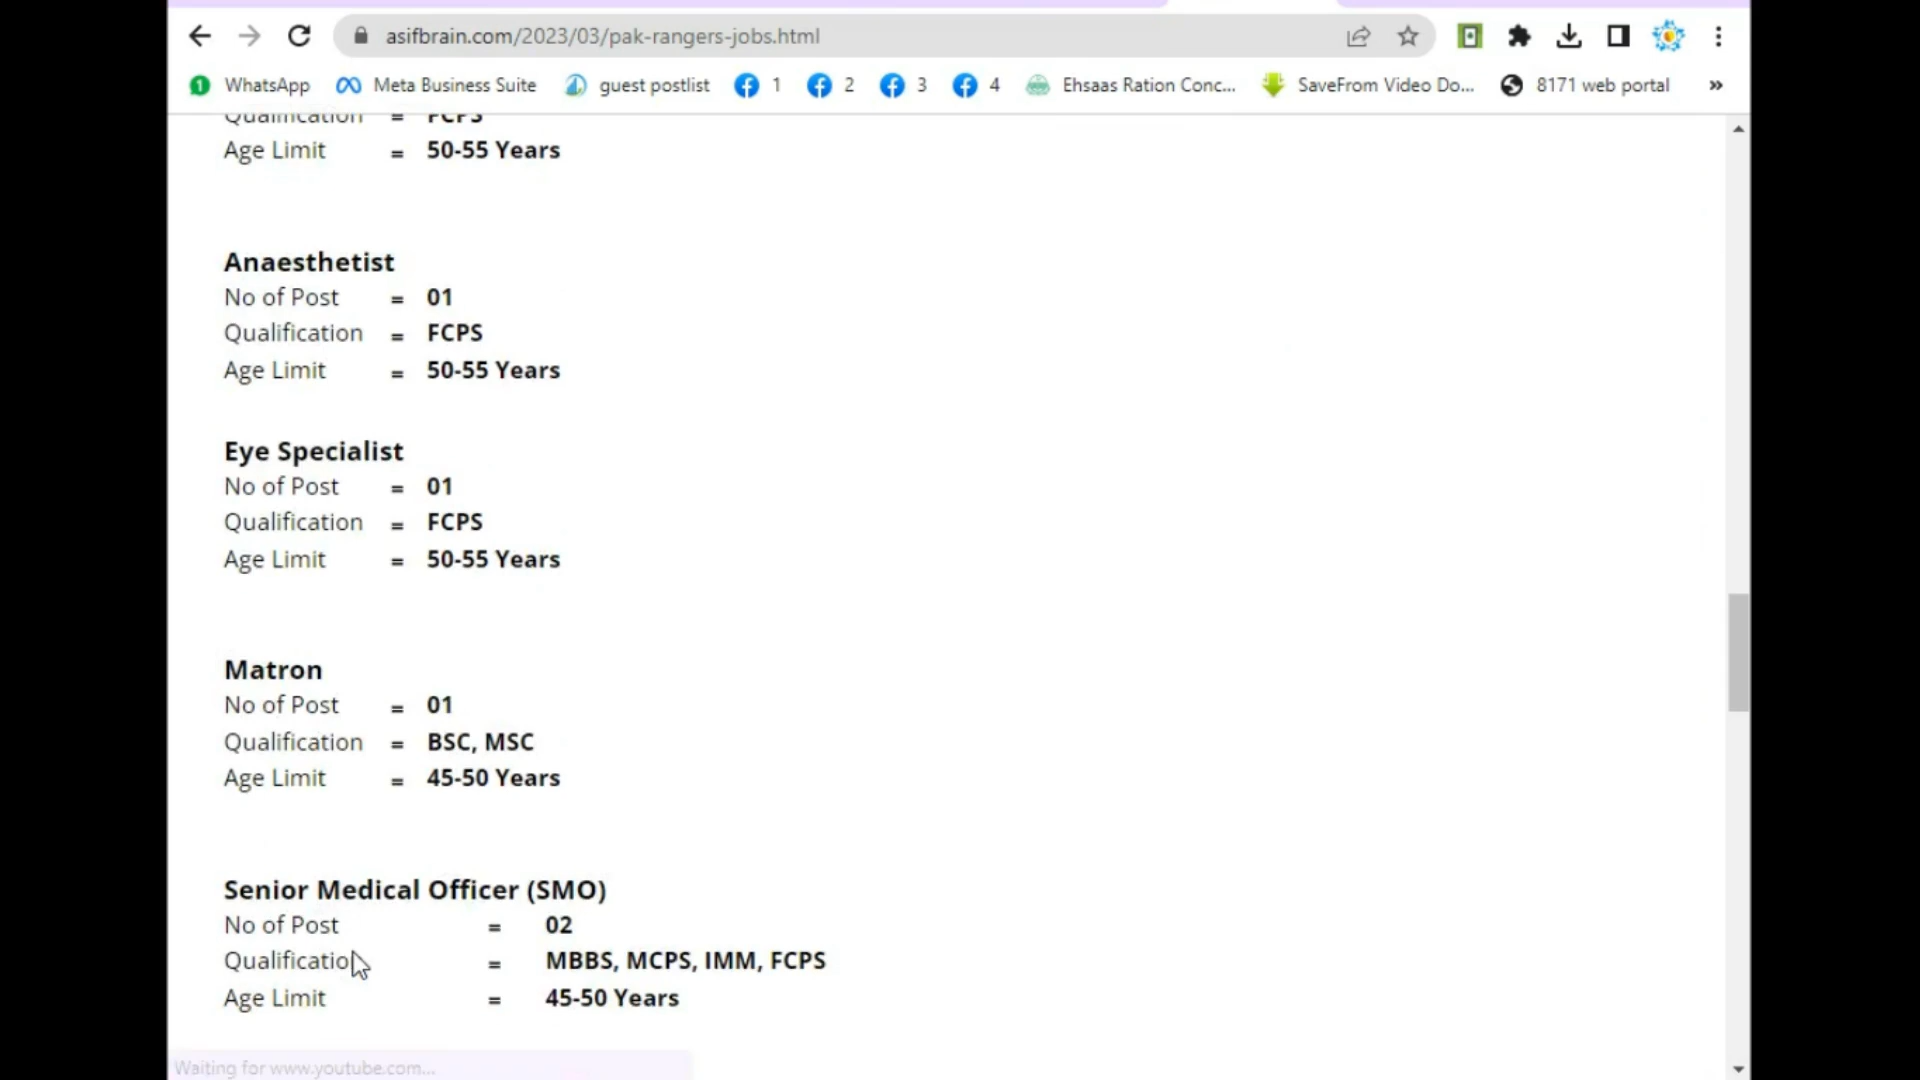 asifbrain.com/2023/03/pak-rangers-jobs.html
1 WhatsApp Meta Business Suite guest postlist 1 2 3 4 Ehsaas Ration Conc... SaveFrom Video Do... 8171 web portal »
Qualification = FCPS
Age Limit = 50-55 Years
Anaesthetist
No of Post = 01
Qualification = FCPS
Age Limit = 50-55 Years
Eye Specialist
No of Post = 01
Qualification = FCPS
Age Limit = 50-55 Years
Matron
No of Post = 01
Qualification = BSC, MSC
Age Limit = 45-50 Years
Senior Medical Officer (SMO)
No of Post = 02
Qualification = MBBS, MCPS, IMM, FCPS
Age Limit = 45-50 Years
Waiting for www.youtube.com...